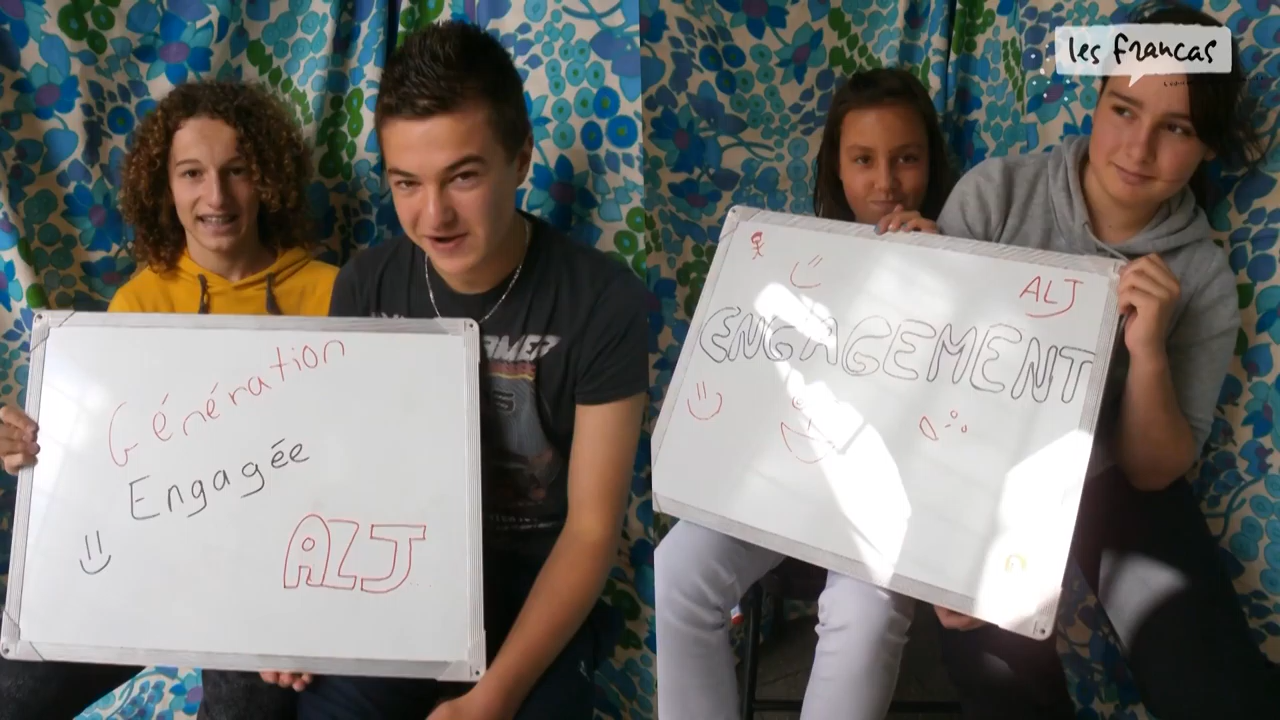 Génération
Engagée
ALJ
les francas
ALJ
ENGAGEMENT